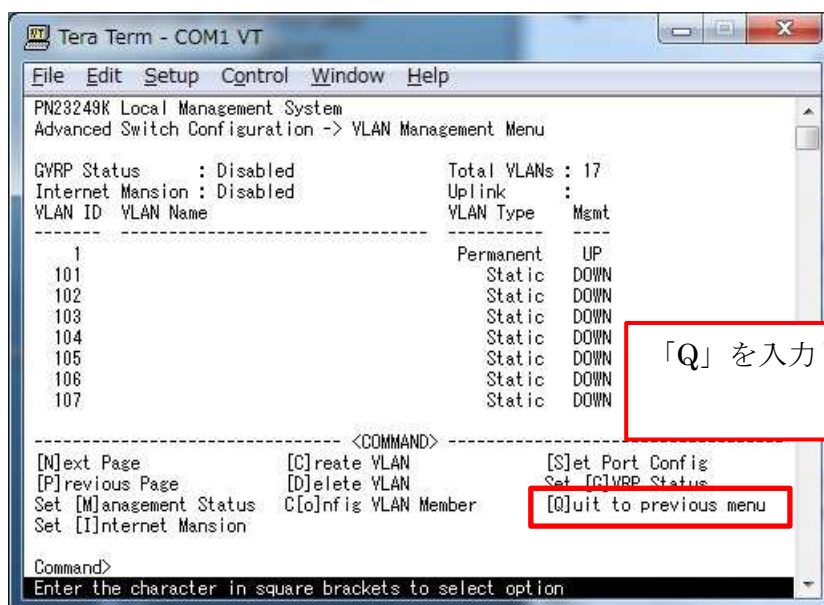 Tera Term - COM1 VT
File Edit Setup Control Window Help
PN23249K Local Management System
Advanced Switch Configuration -> VLAN Management Menu
GVRP Status : Disabled Total VLANs : 17
Internet Mansion : Disabled Uplink :
VLAN ID VLAN Name VLAN Type Mgmt
------- -------------------------------- ---------- ----
1 Permanent UP
101 Static DOWN
102 Static DOWN
103 Static DOWN
104 Static DOWN
105 Static DOWN
106 Static DOWN
107 Static DOWN
「Q」を入力
------------------------------- <COMMAND> -----------------------------------
[N]ext Page [C]reate VLAN [S]et Port Config
[P]revious Page [D]elete VLAN Set [G]VRP Status
Set [M]anagement Status C[o]nfig VLAN Member [Q]uit to previous menu
Set [I]nternet Mansion
Command>
Enter the character in square brackets to select option